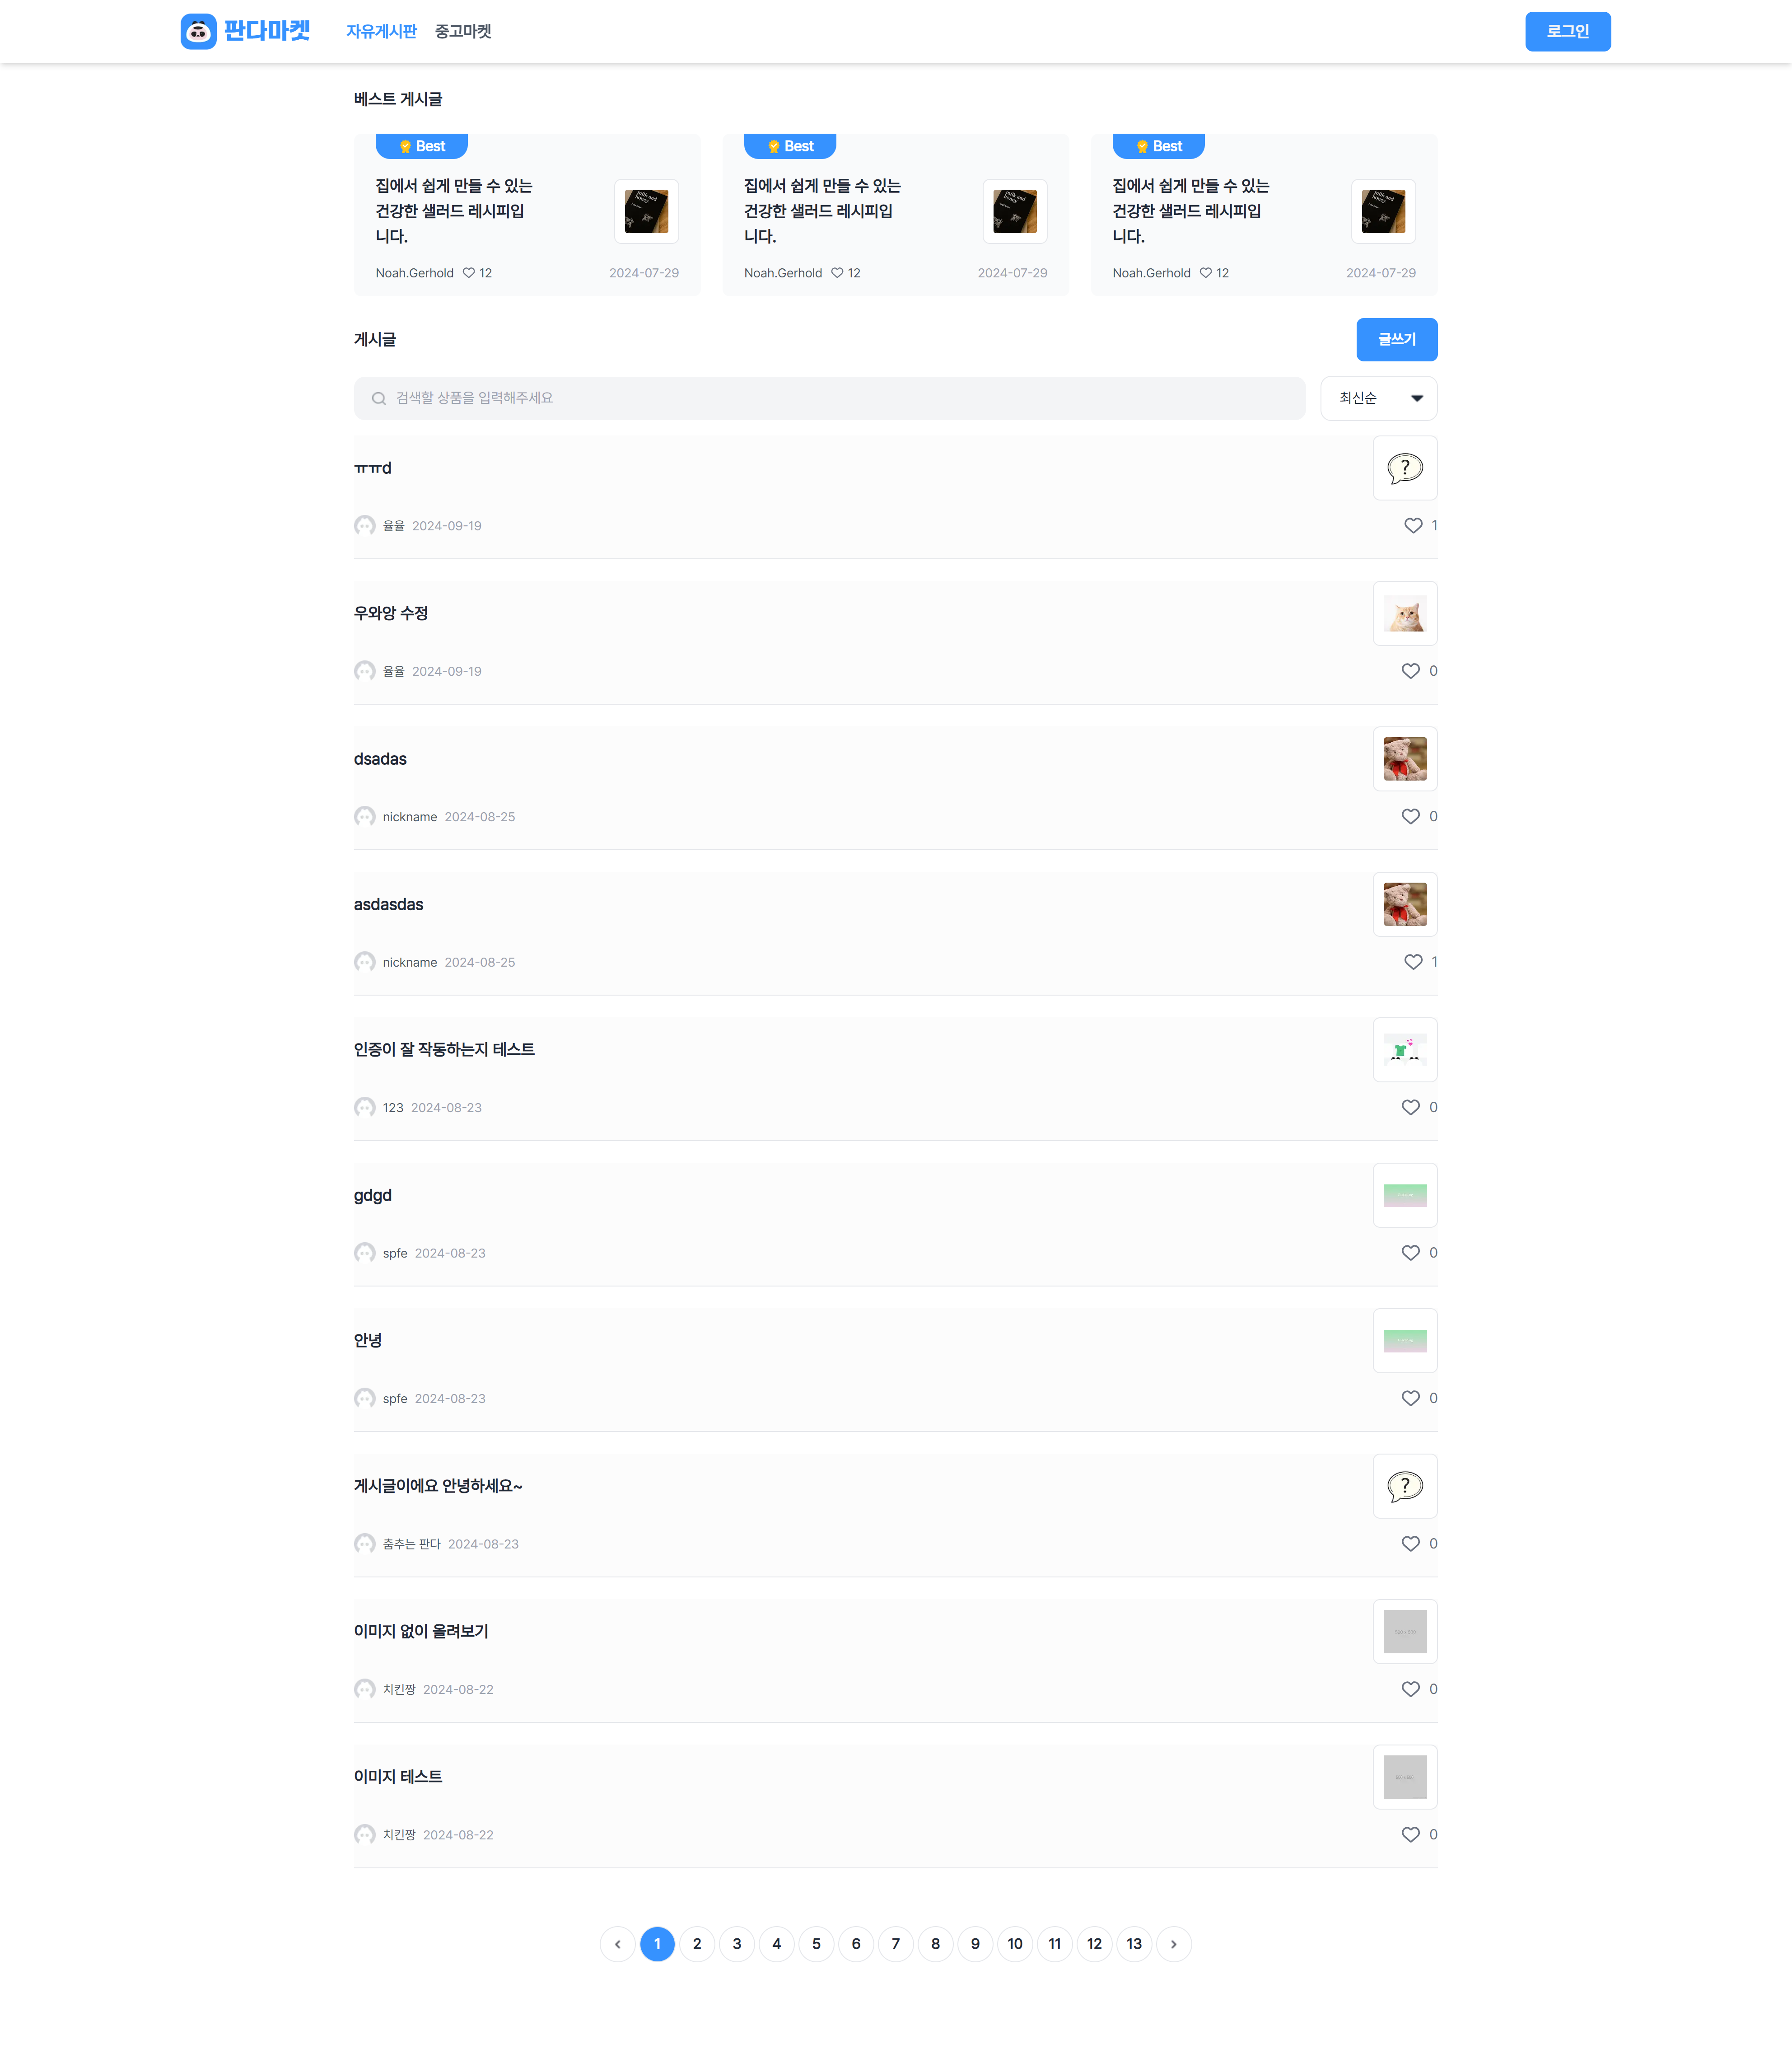 판다마켓 자유게시판 중고마켓 로그인
베스트 게시글
Best Best Best
집에서 쉽게 만들 수 있는
건강한 샐러드 레시피입
니다.
milk and
honey
Noah.Gerhold 12 2024-07-29
집에서 쉽게 만들 수 있는
건강한 샐러드 레시피입
니다.
milk and
honey
Noah.Gerhold 12 2024-07-29
집에서 쉽게 만들 수 있는
건강한 샐러드 레시피입
니다.
milk and
honey
Noah.Gerhold 12 2024-07-29
게시글 글쓰기
검색할 상품을 입력해주세요 최신순
ㅠㅠd
?
율율 2024-09-19 1
우와앙 수정
율율 2024-09-19 0
dsadas
nickname 2024-08-25 0
asdasdas
nickname 2024-08-25 1
인증이 잘 작동하는지 테스트
123 2024-08-23 0
gdgd
spfe 2024-08-23 0
안녕
spfe 2024-08-23 0
게시글이에요 안녕하세요~
?
춤추는 판다 2024-08-23 0
이미지 없이 올려보기
치킨짱 2024-08-22 0
이미지 테스트
치킨짱 2024-08-22 0
‹ 1 2 3 4 5 6 7 8 9 10 11 12 13 ›